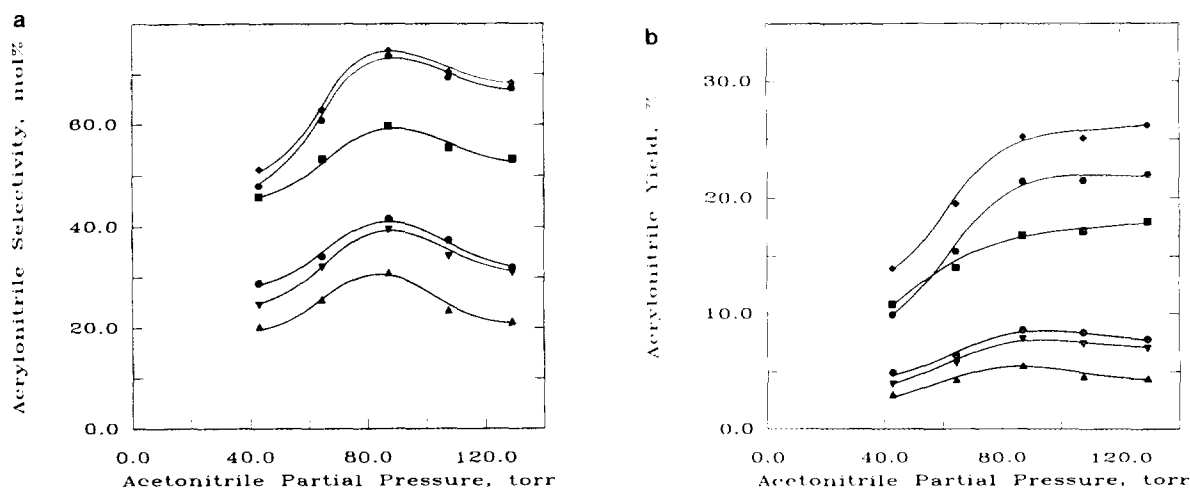 a
Acrylonitrile Selectivity, mol%
60.0
40.0
20.0
0.0
0.0 40.0 80.0 120.0
Acetonitrile Partial Pressure, torr
b
Acrylonitrile Yield, %
30.0
20.0
10.0
0.0
0.0 40.0 80.0 120.0
Acetonitrile Partial Pressure, torr